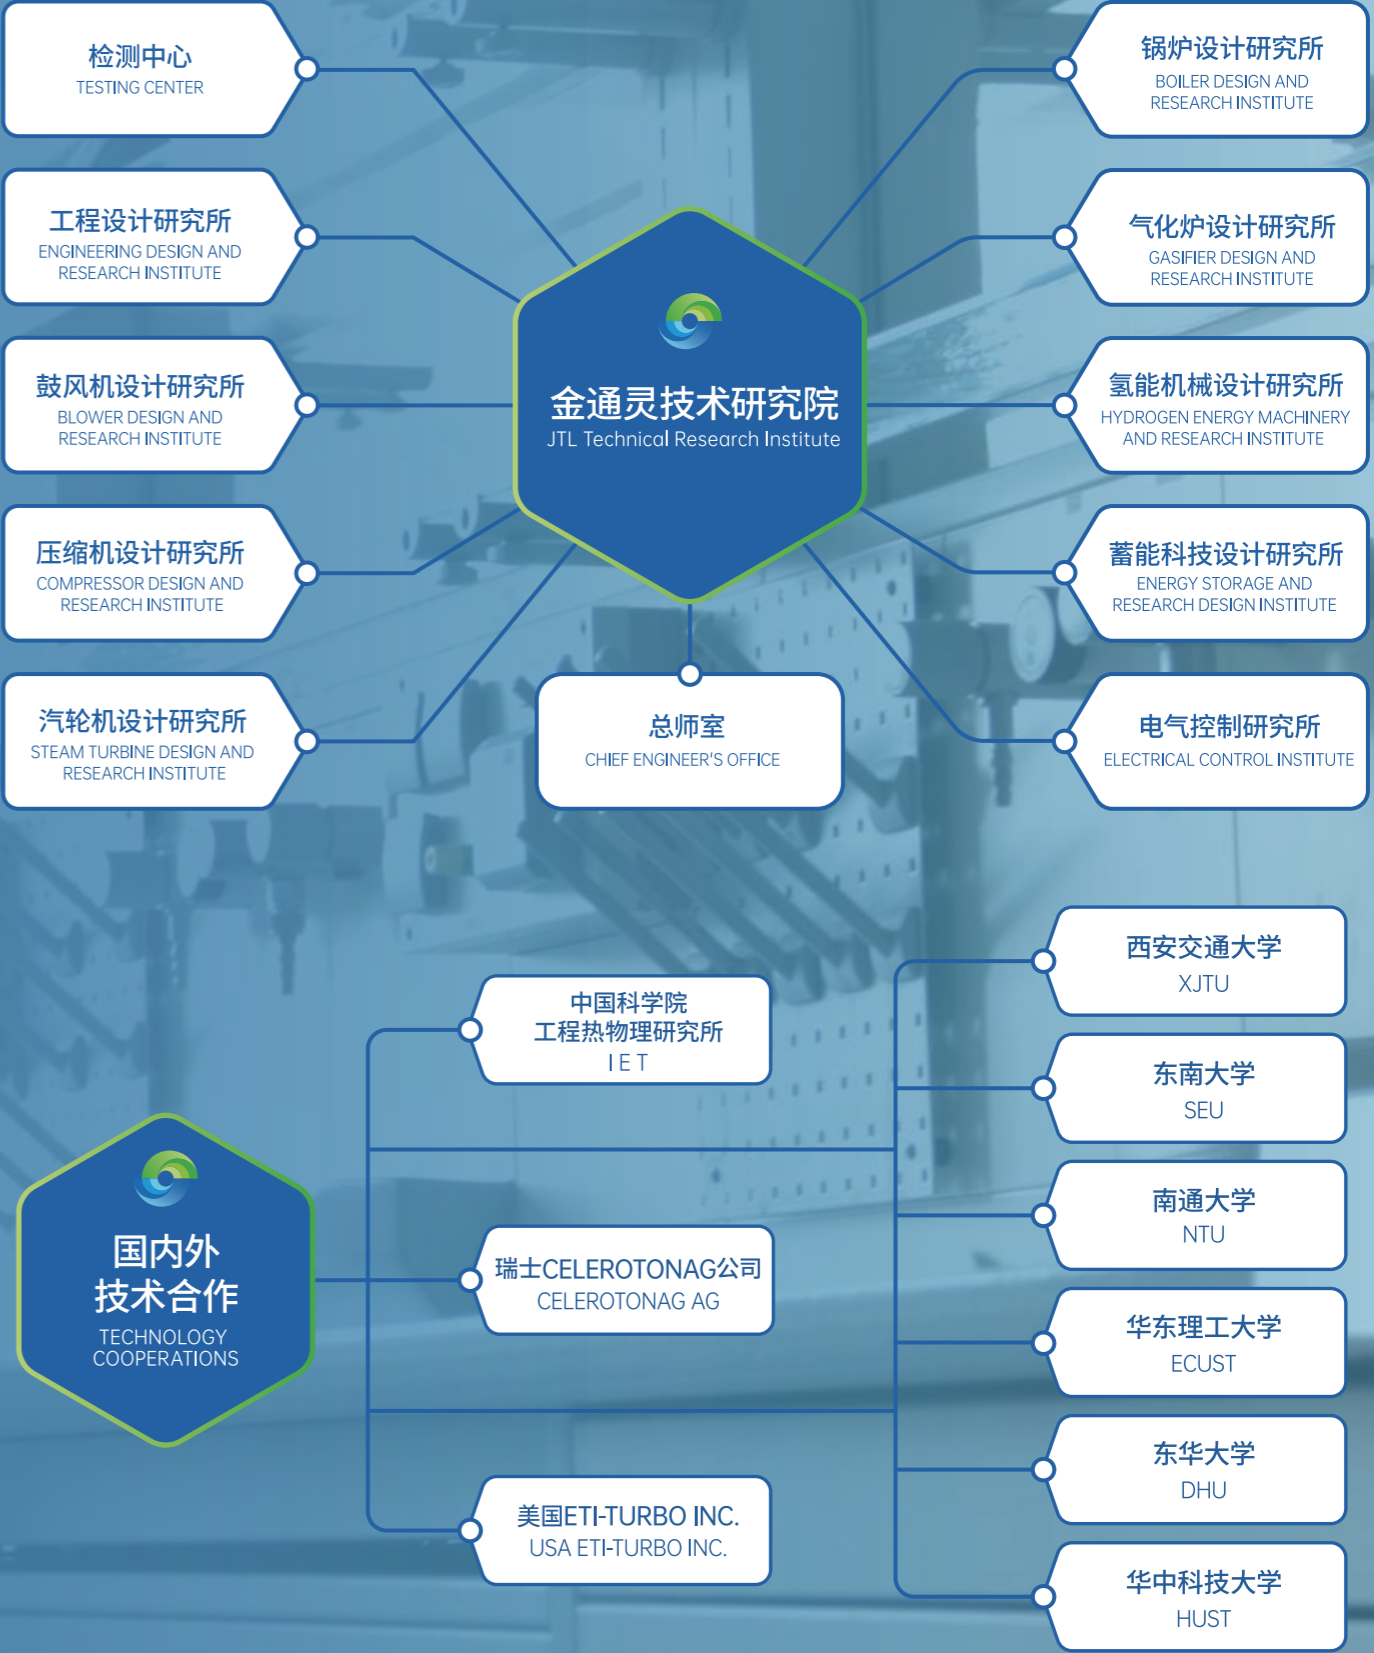 检测中心
TESTING CENTER
工程设计研究所
ENGINEERING DESIGN AND
RESEARCH INSTITUTE
鼓风机设计研究所
BLOWER DESIGN AND
RESEARCH INSTITUTE
压缩机设计研究所
COMPRESSOR DESIGN AND
RESEARCH INSTITUTE
汽轮机设计研究所
STEAM TURBINE DESIGN AND
RESEARCH INSTITUTE
金通灵技术研究院
JTL Technical Research Institute
总师室
CHIEF ENGINEER'S OFFICE
锅炉设计研究所
BOILER DESIGN AND
RESEARCH INSTITUTE
气化炉设计研究所
GASIFIER DESIGN AND
RESEARCH INSTITUTE
氢能机械设计研究所
HYDROGEN ENERGY MACHINERY
AND RESEARCH INSTITUTE
蓄能科技设计研究所
ENERGY STORAGE AND
RESEARCH DESIGN INSTITUTE
电气控制研究所
ELECTRICAL CONTROL INSTITUTE
国内外
技术合作
TECHNOLOGY
COOPERATIONS
中国科学院
工程热物理研究所
IET
瑞士CELEROTONAG公司
CELEROTONAG AG
美国ETI-TURBO INC.
USA ETI-TURBO INC.
西安交通大学
XJTU
东南大学
SEU
南通大学
NTU
华东理工大学
ECUST
东华大学
DHU
华中科技大学
HUST